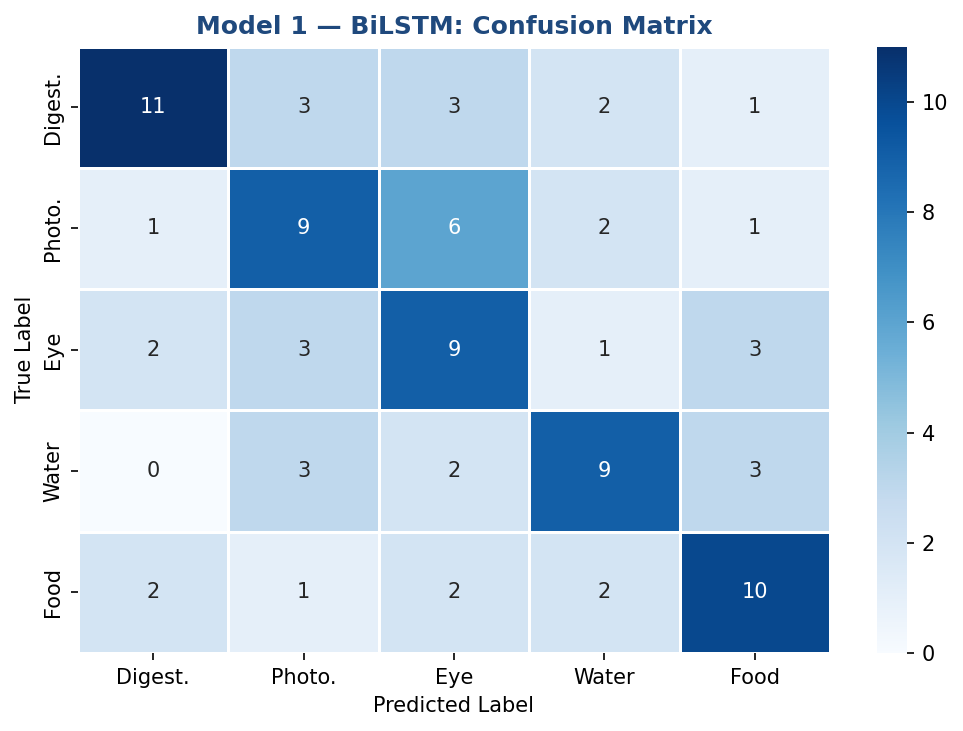 Model 1 — BiLSTM: Confusion Matrix
Digest. 11 3 3 2 1
Photo. 1 9 6 2 1
Eye 2 3 9 1 3
Water 0 3 2 9 3
Food 2 1 2 2 10
True Label
Digest. Photo. Eye Water Food
Predicted Label
10
8
6
4
2
0